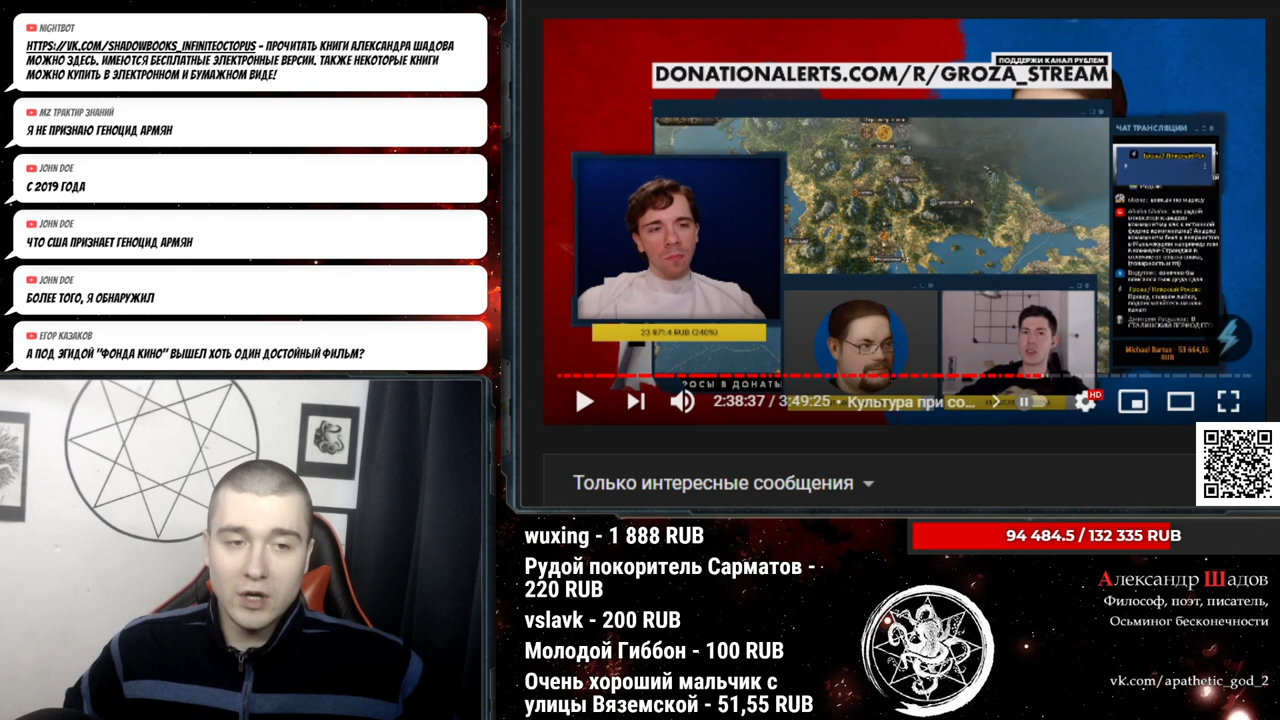 NIGHTBOT
HTTPS://VK.COM/SHADOWBOOKS_INFINITEOCTOPUS - ПРОЧИТАТЬ КНИГИ АЛЕКСАНДРА ШАДОВА
МОЖНО ЗДЕСЬ. ИМЕЮТСЯ БЕСПЛАТНЫЕ ЭЛЕКТРОННЫЕ ВЕРСИИ. ТАКЖЕ НЕКОТОРЫЕ КНИГИ
МОЖНО КУПИТЬ В ЭЛЕКТРОННОМ И БУМАЖНОМ ВИДЕ!
MZ ТРАКТИР ЗНАНИЙ
Я НЕ ПРИЗНАЮ ГЕНОЦИД АРМЯН
JOHN DOE
С 2019 ГОДА
JOHN DOE
ЧТО США ПРИЗНАЕТ ГЕНОЦИД АРМЯН
JOHN DOE
БОЛЕЕ ТОГО, Я ОБНАРУЖИЛ
ЕГОР КАЗАКОВ
А ПОД ЭГИДОЙ "ФОНДА КИНО" ВЫШЕЛ ХОТЬ ОДИН ДОСТОЙНЫЙ ФИЛЬМ?
ПОДДЕРЖИ КАНАЛ РУБЛЕМ
DONATIONALERTS.COM/R/GROZA_STREAM
ЧАТ ТРАНСЛЯЦИИ
РОСЫ В ДОНАТЫ
2:38:37 / 3:49:25 • Культура при со...
HD
Только интересные сообщения
wuxing - 1 888 RUB
Рудой покоритель Сарматов -
220 RUB
vslavk - 200 RUB
Молодой Гиббон - 100 RUB
Очень хороший мальчик с
улицы Вяземской - 51,55 RUB
94 484.5 / 132 335 RUB
Александр Шадов
Философ, поэт, писатель,
Осьминог бесконечности
vk.com/apathetic_god_2